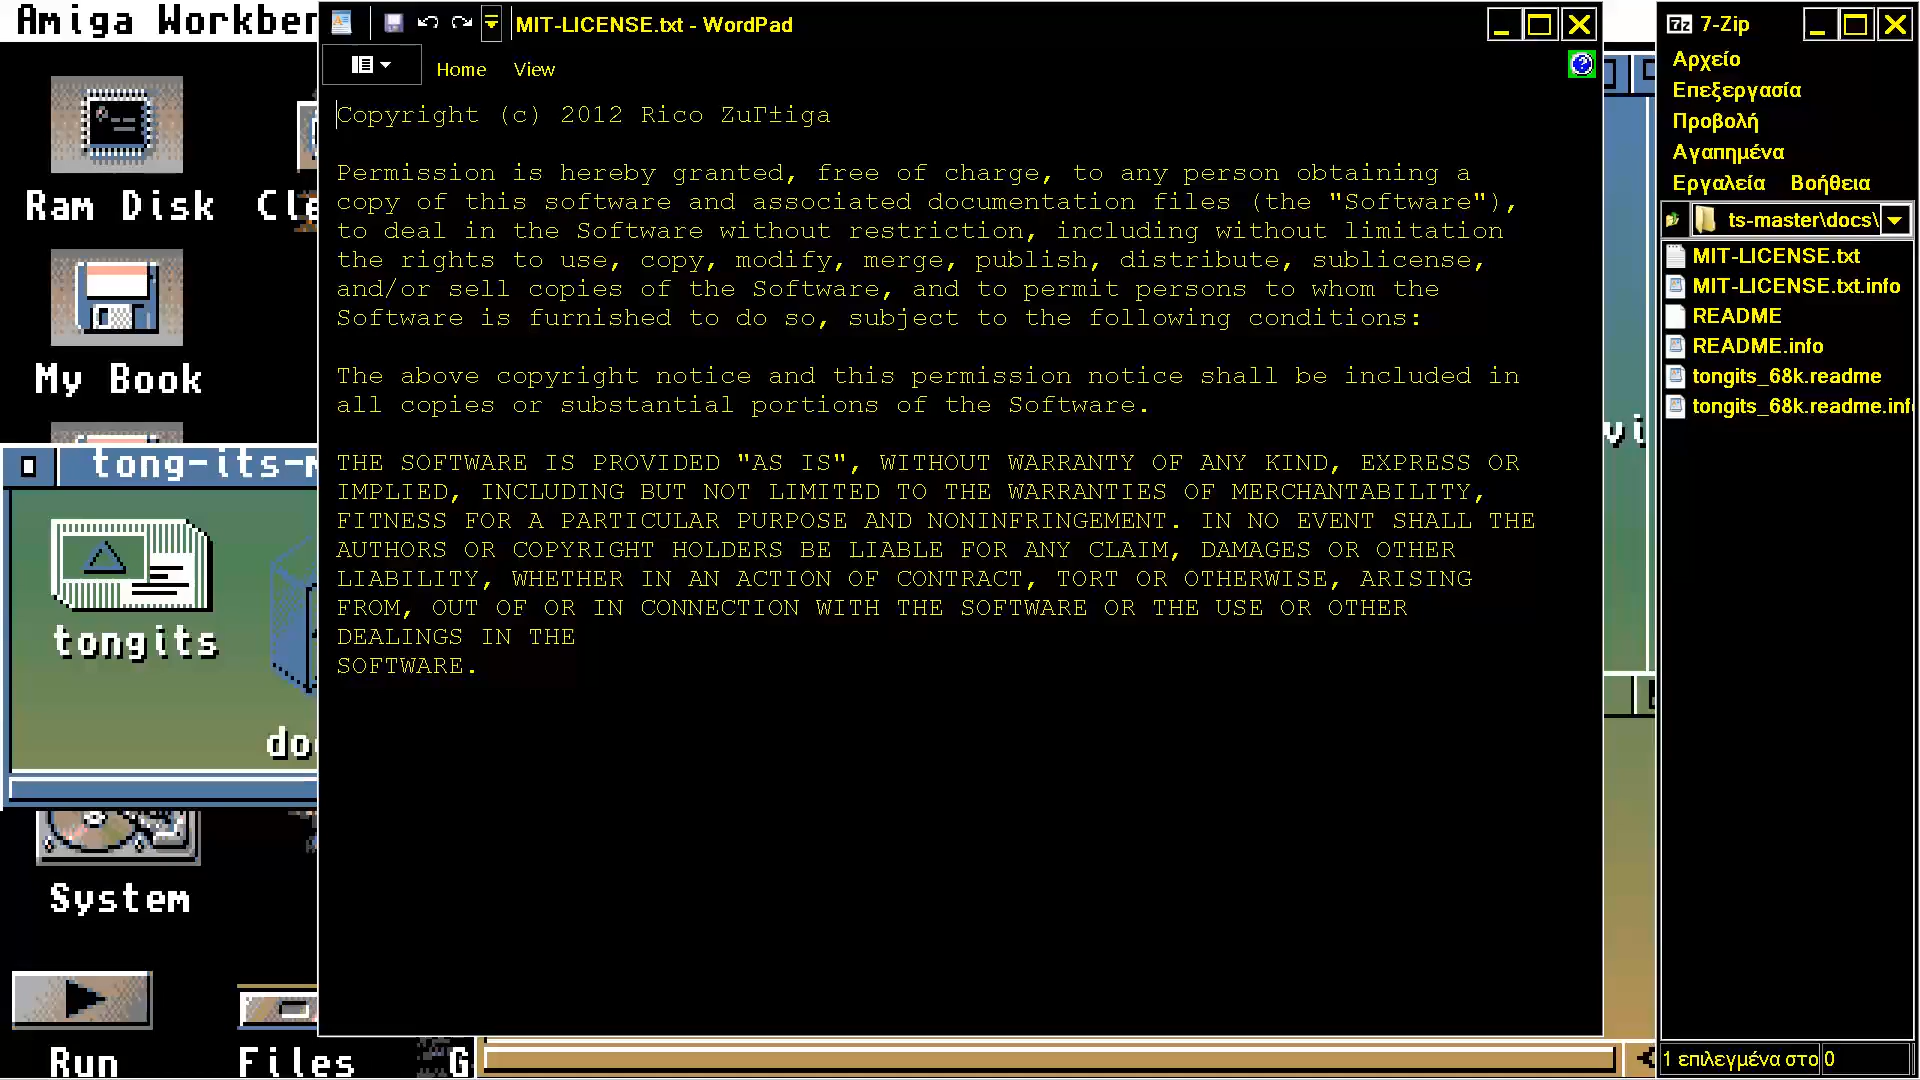 Amiga Workben
MIT-LICENSE.txt - WordPad
Home View
Copyright (c) 2012 Rico ZuΓ±iga
Permission is hereby granted, free of charge, to any person obtaining a
copy of this software and associated documentation files (the "Software"),
to deal in the Software without restriction, including without limitation
the rights to use, copy, modify, merge, publish, distribute, sublicense,
and/or sell copies of the Software, and to permit persons to whom the
Software is furnished to do so, subject to the following conditions:
The above copyright notice and this permission notice shall be included in
all copies or substantial portions of the Software.
THE SOFTWARE IS PROVIDED "AS IS", WITHOUT WARRANTY OF ANY KIND, EXPRESS OR
IMPLIED, INCLUDING BUT NOT LIMITED TO THE WARRANTIES OF MERCHANTABILITY,
FITNESS FOR A PARTICULAR PURPOSE AND NONINFRINGEMENT. IN NO EVENT SHALL THE
AUTHORS OR COPYRIGHT HOLDERS BE LIABLE FOR ANY CLAIM, DAMAGES OR OTHER
LIABILITY, WHETHER IN AN ACTION OF CONTRACT, TORT OR OTHERWISE, ARISING
FROM, OUT OF OR IN CONNECTION WITH THE SOFTWARE OR THE USE OR OTHER
DEALINGS IN THE
SOFTWARE.
7z 7-Zip
Αρχείο
Επεξεργασία
Προβολή
Αγαπημένα
Εργαλεία Βοήθεια
ts-master\docs\
MIT-LICENSE.txt
MIT-LICENSE.txt.info
README
README.info
tongits_68k.readme
tongits_68k.readme.inf
1 επιλεγμένα στο 0
Ram Disk
Cle
My Book
tong-its-m
tongits
do
vi
System
Run
Files
G